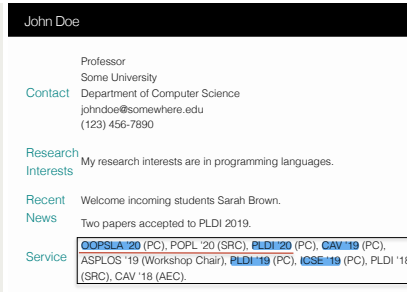 John Doe
Professor
Some University
Contact Department of Computer Science
johndoe@somewhere.edu
(123) 456-7890
Research Interests My research interests are in programming languages.
Recent News Welcome incoming students Sarah Brown.
Two papers accepted to PLDI 2019.
Service OOPSLA '20 (PC), POPL '20 (SRC), PLDI '20 (PC), CAV '19 (PC),
ASPLOS '19 (Workshop Chair), PLDI '19 (PC), ICSE '19 (PC), PLDI '18
(SRC), CAV '18 (AEC).